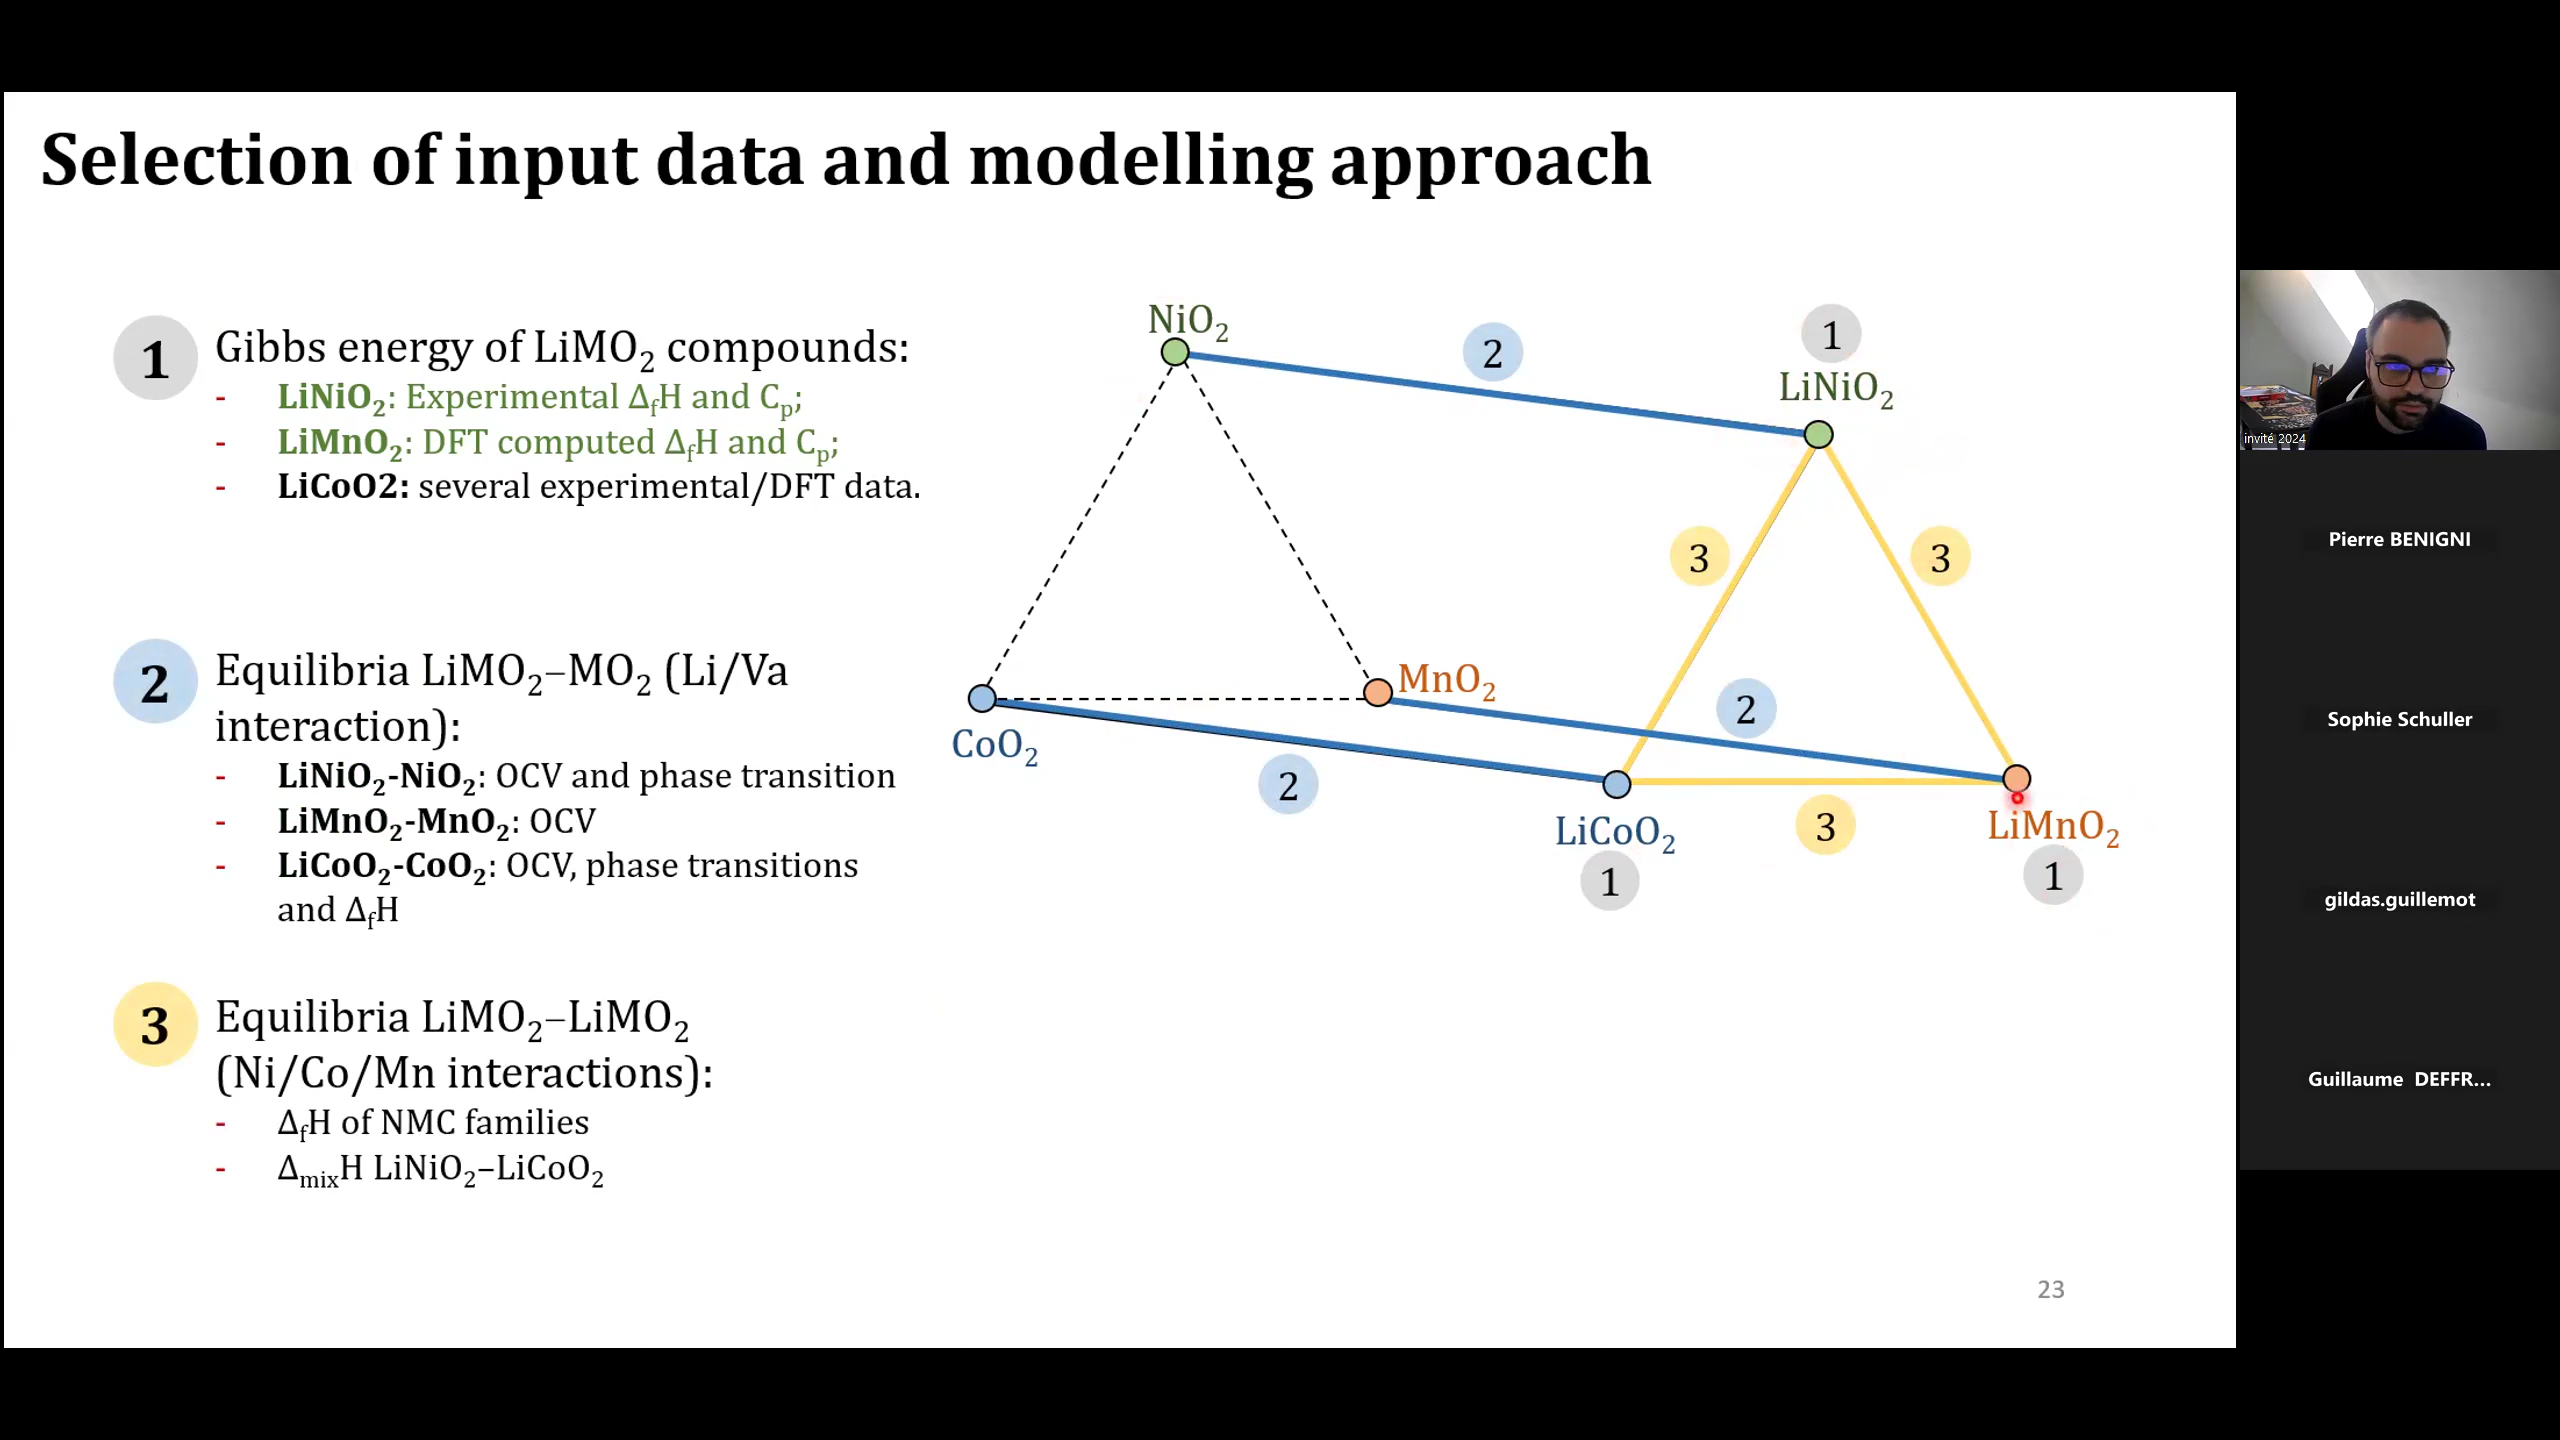 Selection of input data and modelling approach
1 Gibbs energy of LiMO₂ compounds:
- LiNiO₂: Experimental ΔfH and Cp;
- LiMnO₂: DFT computed ΔfH and Cp;
- LiCoO2: several experimental/DFT data.
2 Equilibria LiMO₂–MO₂ (Li/Va
interaction):
- LiNiO₂-NiO₂: OCV and phase transition
- LiMnO₂-MnO₂: OCV
- LiCoO₂-CoO₂: OCV, phase transitions
and ΔfH
3 Equilibria LiMO₂–LiMO₂
(Ni/Co/Mn interactions):
- ΔfH of NMC families
- ΔmixH LiNiO₂–LiCoO₂
NiO₂
2
1
LiNiO₂
3
3
MnO₂
2
CoO₂
2
LiCoO₂
3
LiMnO₂
1
1
23
invité 2024
Pierre BENIGNI
Sophie Schuller
gildas.guillemot
Guillaume DEFFR...